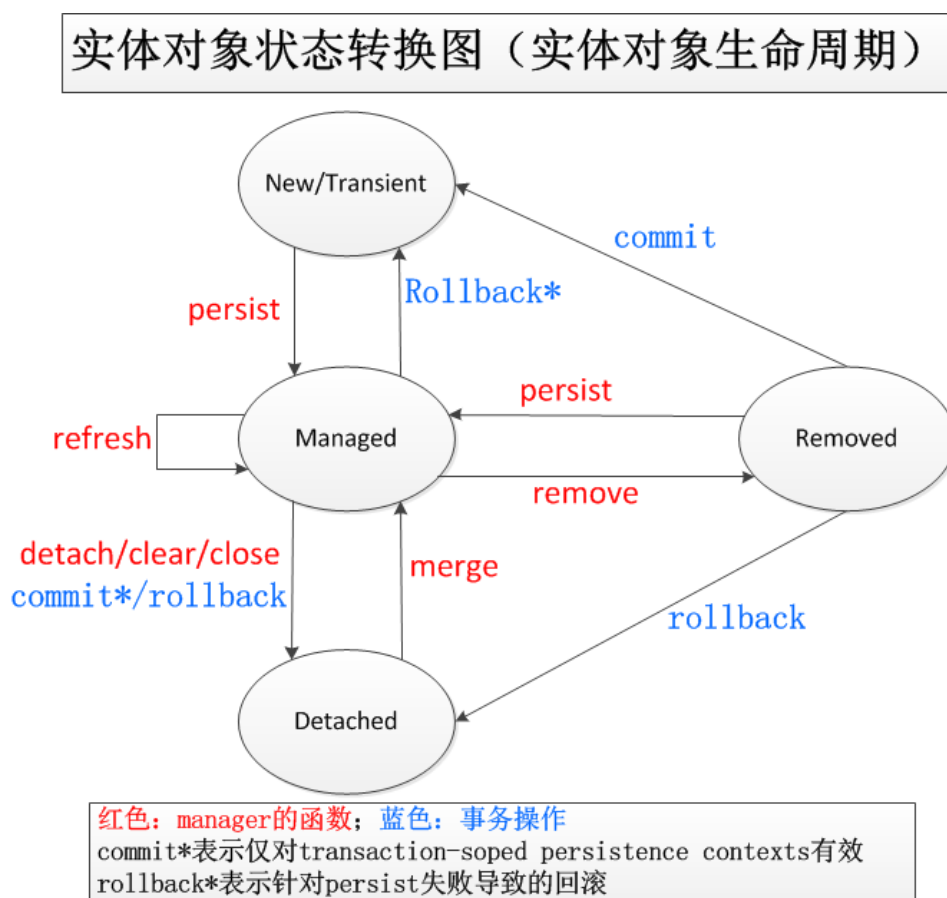 实体对象状态转换图（实体对象生命周期）
New/Transient
commit
Rollback*
persist
persist
refresh
Managed
Removed
remove
detach/clear/close
merge
commit*/rollback
rollback
Detached
红色：manager的函数；蓝色：事务操作
commit*表示仅对transaction-soped persistence contexts有效
rollback*表示针对persist失败导致的回滚